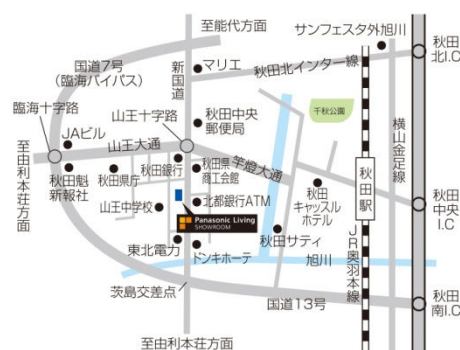 至能代方面
サンフェスタ外旭川
国道7号
(臨海バイパス)
マリエ
秋田北インター線
秋田
北I.C
新国道
臨海十字路
山王十字路
秋田中央
郵便局
千秋公園
横山金足線
JAビル
山王大通
竿燈大通
至由利本荘方面
秋田魁
新報社
秋田県庁
秋田銀行
秋田県
商工会館
秋田駅
秋田
キャッスル
ホテル
秋田
中央
I.C
山王中学校
北都銀行ATM
Panasonic Living
SHOWROOM
秋田サティ
東北電力
ドンキホーテ
旭川
JR奥羽本線
茨島交差点
国道13号
秋田
南I.C
至由利本荘方面